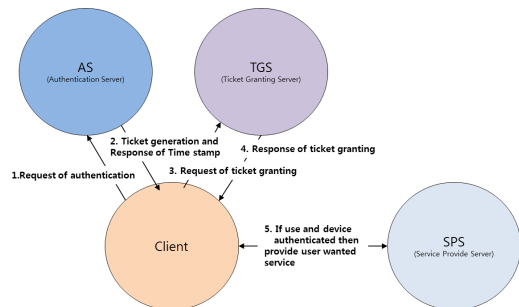 AS
(Authentication Server)
TGS
(Ticket Granting Server)
2. Ticket generation and
Response of Time stamp
4. Response of ticket granting
1.Request of authentication
3. Request of ticket granting
Client
5. If use and device
authenticated then
provide user wanted
service
SPS
(Service Provide Server)